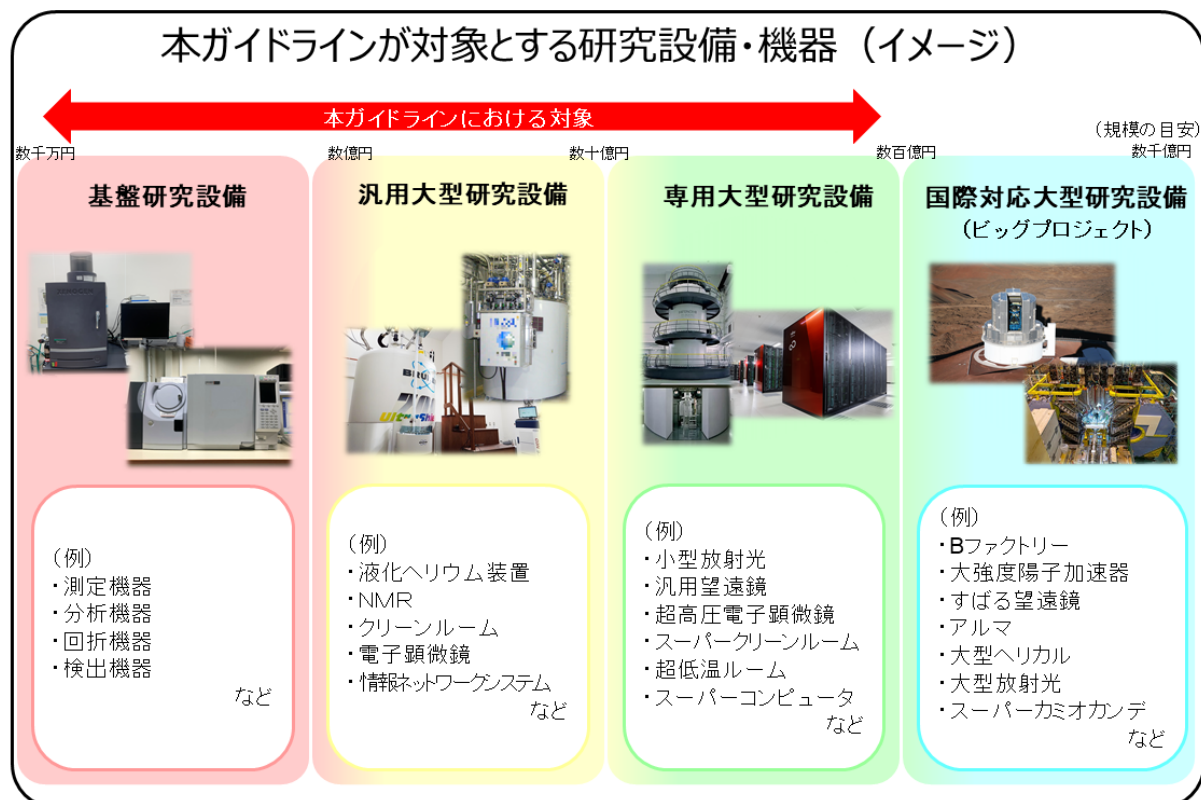 本ガイドラインが対象とする研究設備・機器（イメージ）
本ガイドラインにおける対象
（規模の目安）
数千万円
数億円
数十億円
数百億円
数千億円
基盤研究設備
（例）
・測定機器
・分析機器
・回折機器
・検出機器
など
汎用大型研究設備
（例）
・液化ヘリウム装置
・NMR
・クリーンルーム
・電子顕微鏡
・情報ネットワークシステム
など
専用大型研究設備
（例）
・小型放射光
・汎用望遠鏡
・超高圧電子顕微鏡
・スーパークリーンルーム
・超低温ルーム
・スーパーコンピュータ
など
国際対応大型研究設備
（ビッグプロジェクト）
（例）
・Bファクトリー
・大強度陽子加速器
・すばる望遠鏡
・アルマ
・大型ヘリカル
・大型放射光
・スーパーカミオカンデ
など